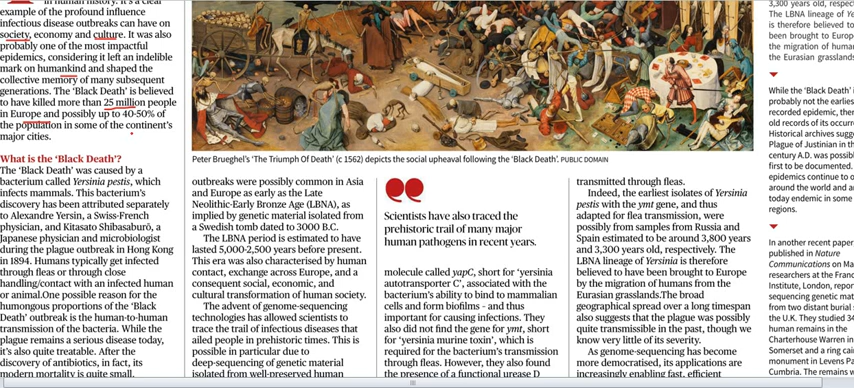 in human history. It's a clear
example of the profound influence
infectious disease outbreaks can have on
society, economy and culture. It was also
probably one of the most impactful
epidemics, considering it left an indelible
mark on humankind and shaped the
collective memory of many subsequent
generations. The 'Black Death' is believed
to have killed more than 25 million people
in Europe and possibly up to 40-50% of
the population in some of the continent's
major cities.
What is the 'Black Death'?
The 'Black Death' was caused by a
bacterium called Yersinia pestis, which
infects mammals. This bacterium's
discovery has been attributed separately
to Alexandre Yersin, a Swiss-French
physician, and Kitasato Shibasaburō, a
Japanese physician and microbiologist
during the plague outbreak in Hong Kong
in 1894. Humans typically get infected
through fleas or through close
handling/contact with an infected human
or animal.One possible reason for the
humongous proportions of the 'Black
Death' outbreak is the human-to-human
transmission of the bacteria. While the
plague remains a serious disease today,
it's also quite treatable. After the
discovery of antibiotics, in fact, its
modern mortality is quite small.
Peter Brueghel's 'The Triumph Of Death' (c 1562) depicts the social upheaval following the 'Black Death'. PUBLIC DOMAIN
outbreaks were possibly common in Asia
and Europe as early as the Late
Neolithic-Early Bronze Age (LBNA), as
implied by genetic material isolated from
a Swedish tomb dated to 3000 B.C.
The LBNA period is estimated to have
lasted 5,000-2,500 years before present.
This era was also characterised by human
contact, exchange across Europe, and a
consequent social, economic, and
cultural transformation of human society.
The advent of genome-sequencing
technologies has allowed scientists to
trace the trail of infectious diseases that
ailed people in prehistoric times. This is
possible in particular due to
deep-sequencing of genetic material
isolated from well-preserved human
Scientists have also traced the
prehistoric trail of many major
human pathogens in recent years.
molecule called yapC, short for 'yersinia
autotransporter C', associated with the
bacterium's ability to bind to mammalian
cells and form biofilms – and thus
important for causing infections. They
also did not find the gene for ymt, short
for 'yersinia murine toxin', which is
required for the bacterium's transmission
through fleas. However, they also found
the presence of a functional urease D
transmitted through fleas.
Indeed, the earliest isolates of Yersinia
pestis with the ymt gene, and thus
adapted for flea transmission, were
possibly from samples from Russia and
Spain estimated to be around 3,800 years
and 3,300 years old, respectively. The
LBNA lineage of Yersinia is therefore
believed to have been brought to Europe
by the migration of humans from the
Eurasian grasslands.The broad
geographical spread over a long timespan
also suggests that the plague was possibly
quite transmissible in the past, though we
know very little of its severity.
As genome-sequencing has become
more democratised, its applications are
increasingly enabling fast, efficient
3,300 years old, respec
The LBNA lineage of Ye
is therefore believed to
been brought to Europ
the migration of human
the Eurasian grasslands
While the 'Black Death' i
probably not the earlies
recorded epidemic, ther
old records of its occurr
Historical archives sugg
Plague of Justinian in th
century A.D. was possib
first to be documented.
epidemics continue to o
around the world and a
today endemic in some
regions.
In another recent paper
published in Nature
Communications on Ma
researchers at the Franc
Institute, London, repor
sequencing genetic mat
from two distant burial s
the U.K. They studied 34
human remains in the
Charterhouse Warren in
Somerset and a ring cai
monument in Levens Pa
Cumbria. The remains w